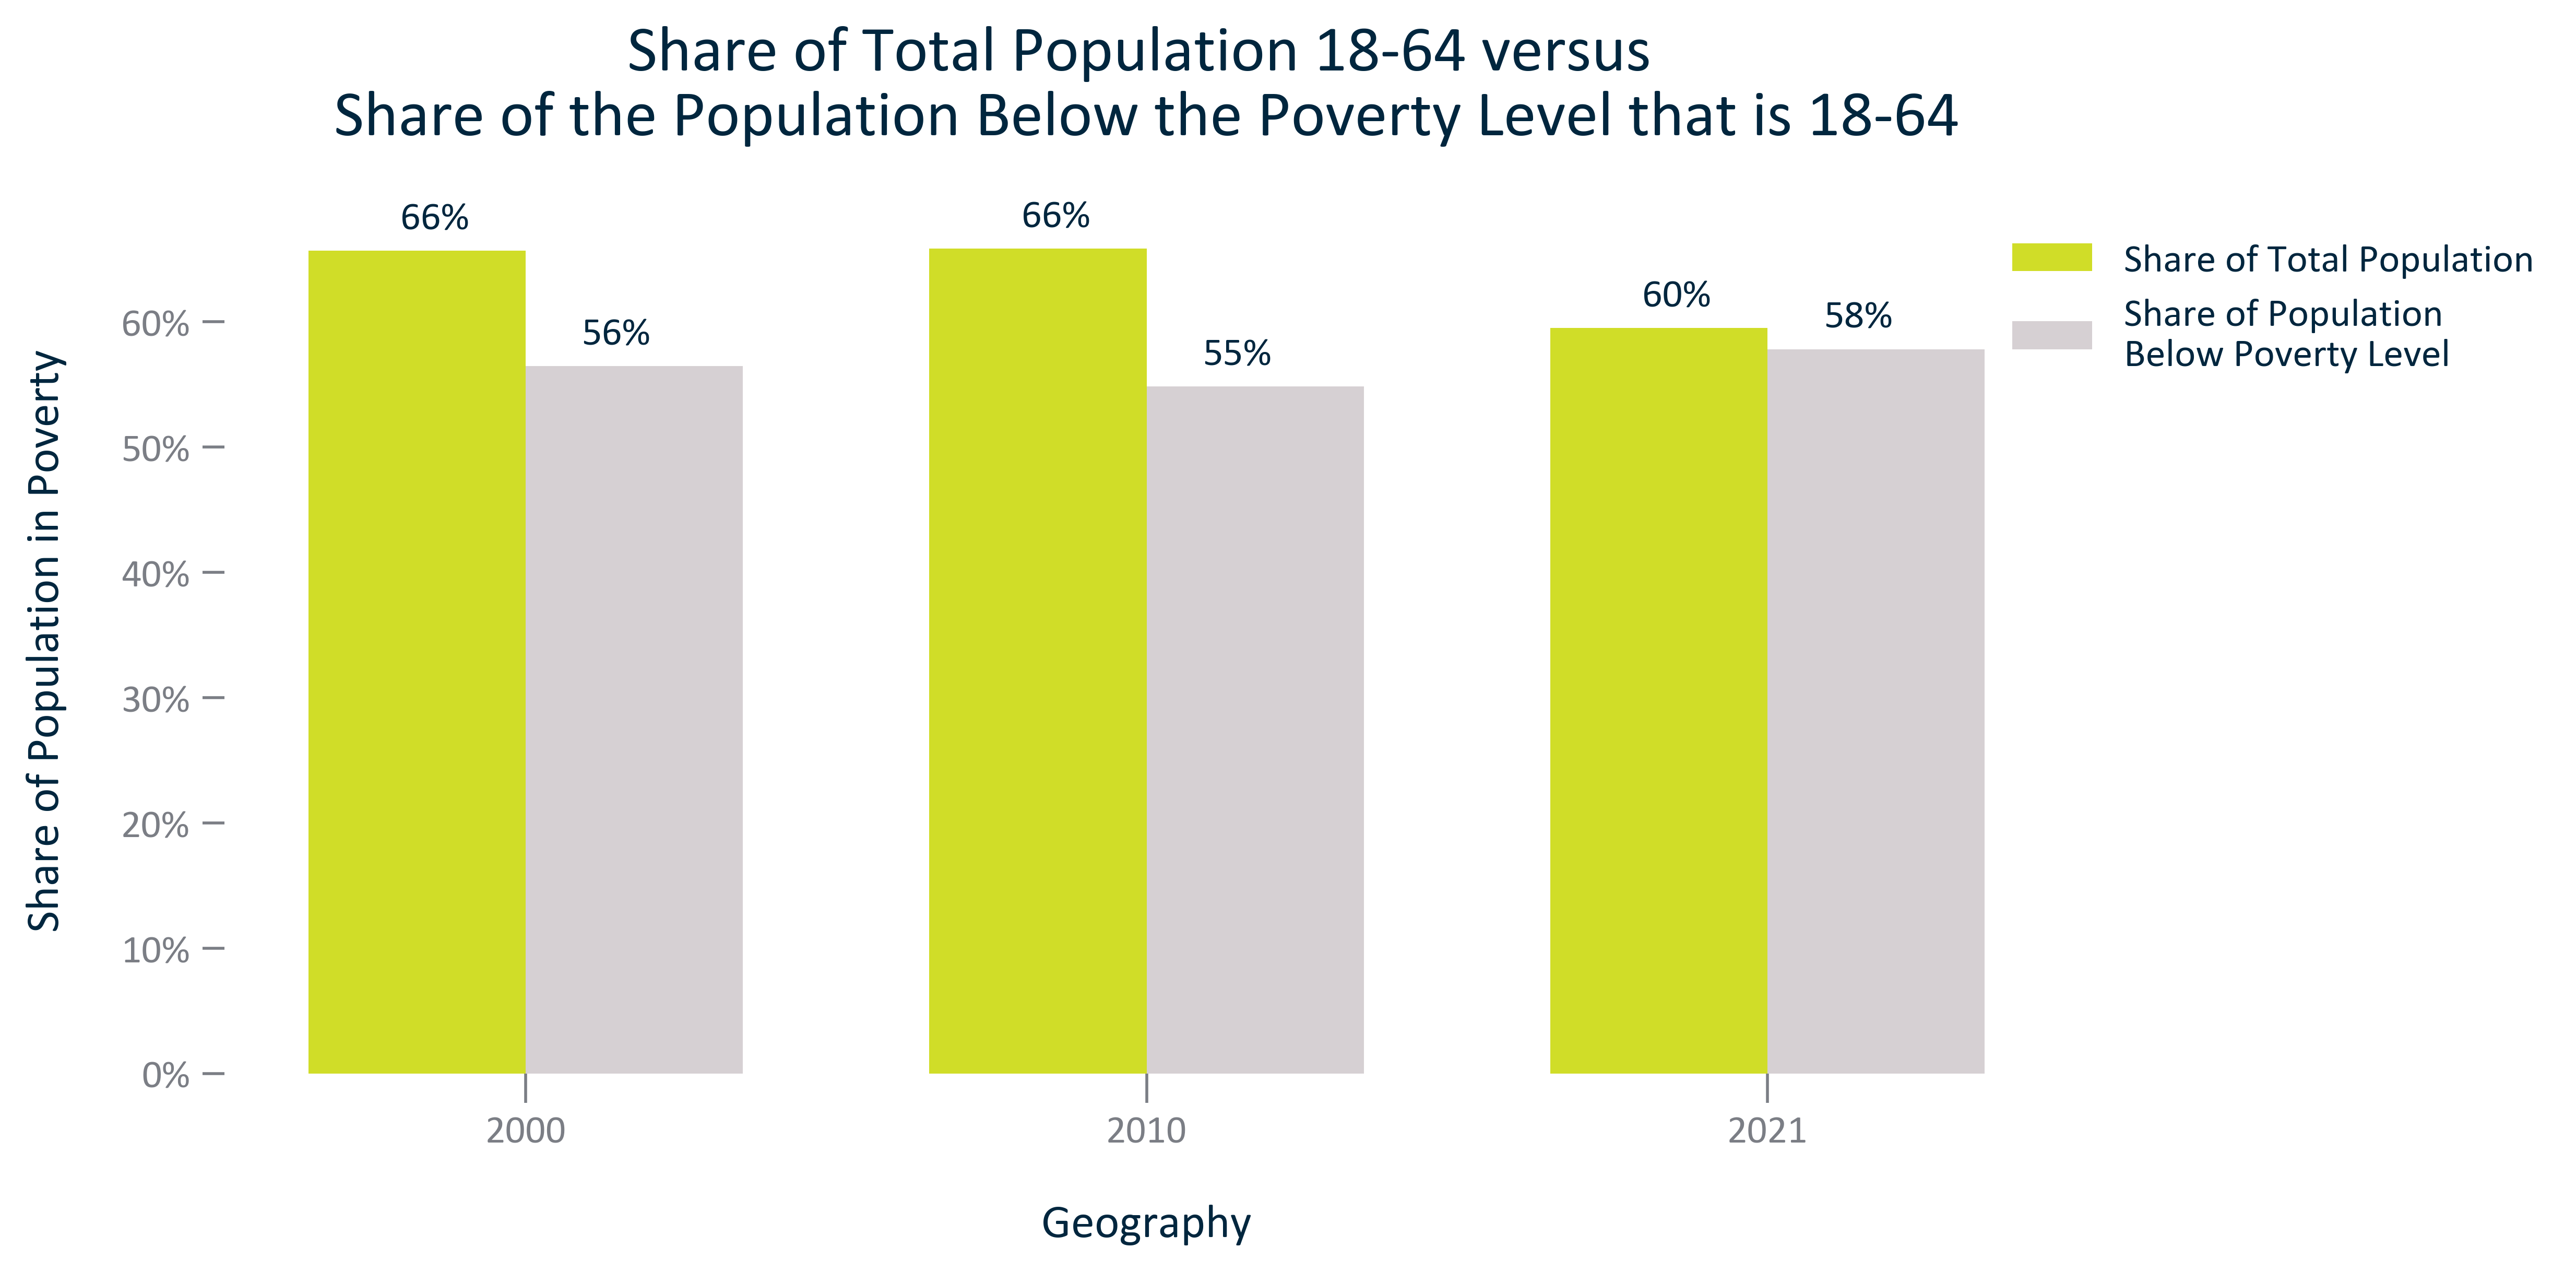 Share of Total Population 18-64 versus
Share of the Population Below the Poverty Level that is 18-64
66%
56%
66%
55%
60%
58%
Share of Total Population
Share of Population
Below Poverty Level
Share of Population in Poverty
60%
50%
40%
30%
20%
10%
0%
2000
2010
2021
Geography